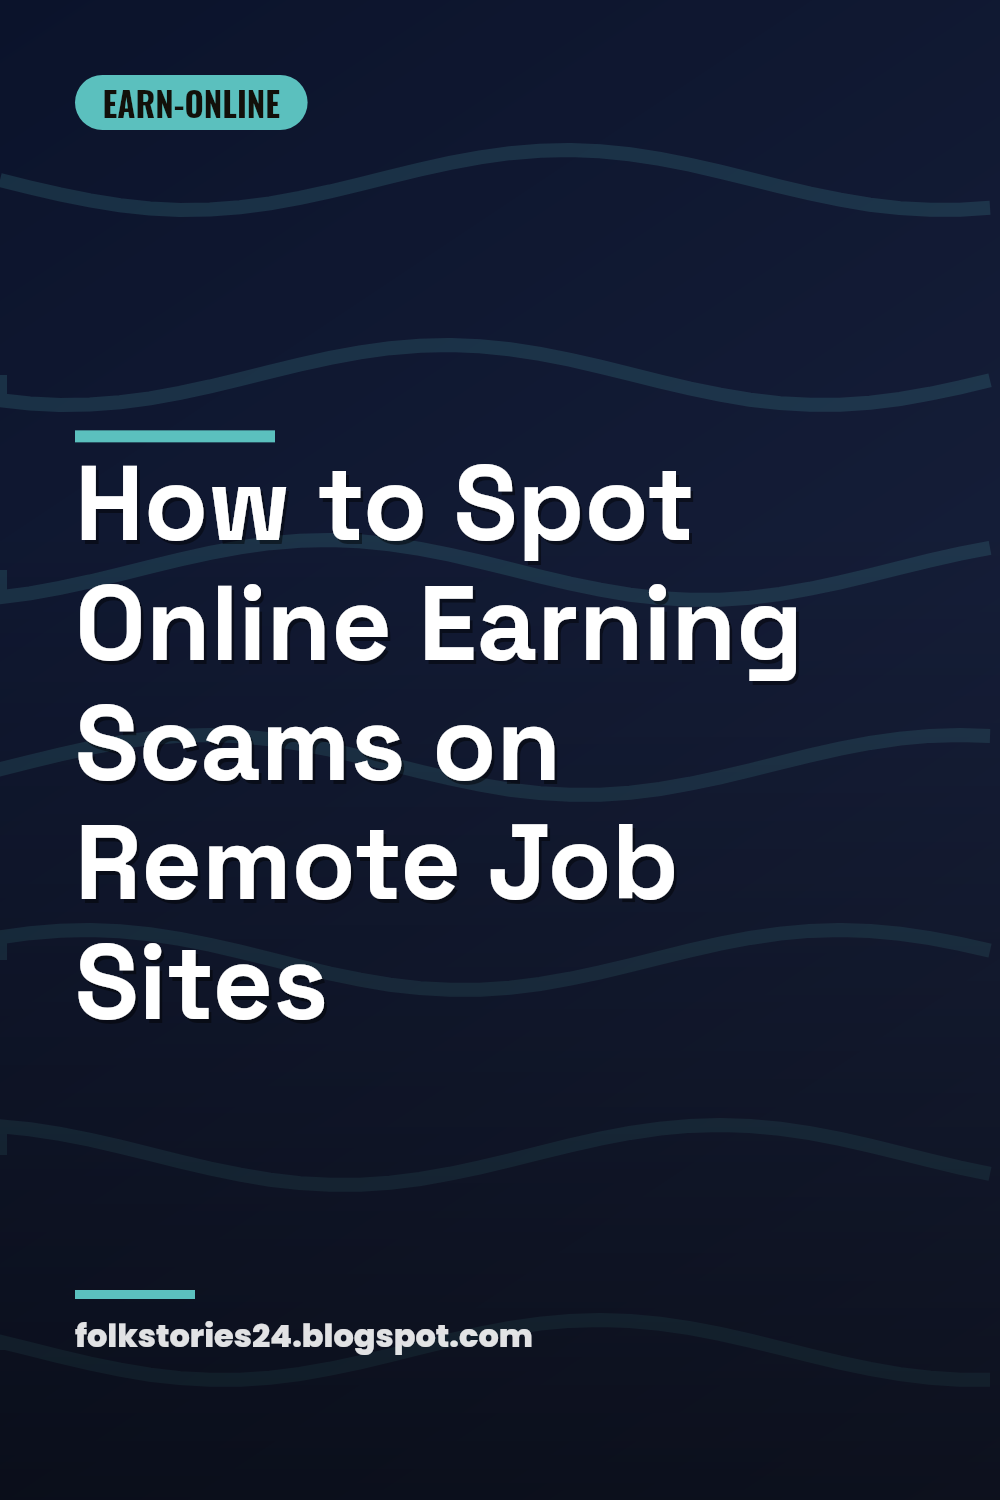 EARN-ONLINE
How to Spot
Online Earning
Scams on
Remote Job
Sites
folkstories24.blogspot.com